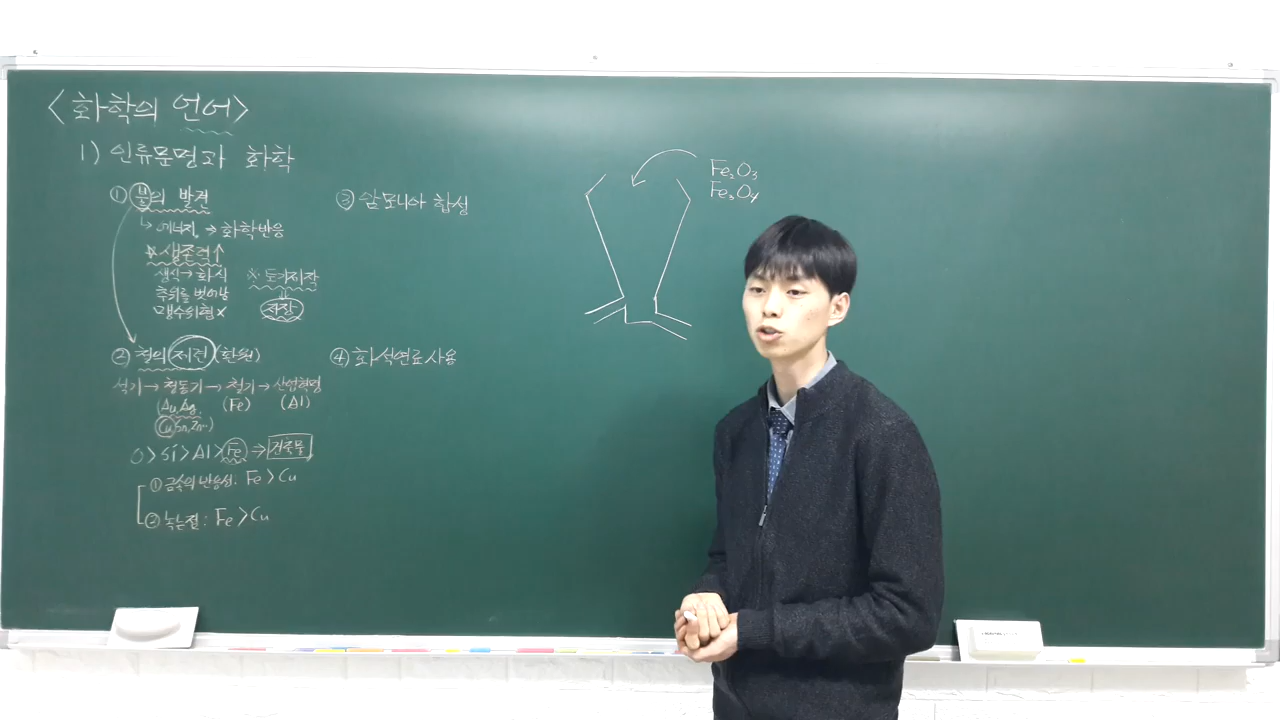 <화학의 언어>
1) 인류문명과 화학
① 불의 발견
↳ 에너지 → 화학반응
※ 생존력↑
생식 → 화식
추위를 벗어남
맹수위협 ×
※ 토기제작
저장
② 철의 제련 (환원)
석기 → 청동기 → 철기 → 산업혁명
(Au, Ag, (Fe) (Al)
Cu, Sn, Zn…)
O > Si > Al > Fe ⇒ 건축물
① 금속의 반응성: Fe > Cu
② 녹는점 : Fe > Cu
③ 암모니아 합성
④ 화석연료 사용
Fe₂O₃
Fe₃O₄